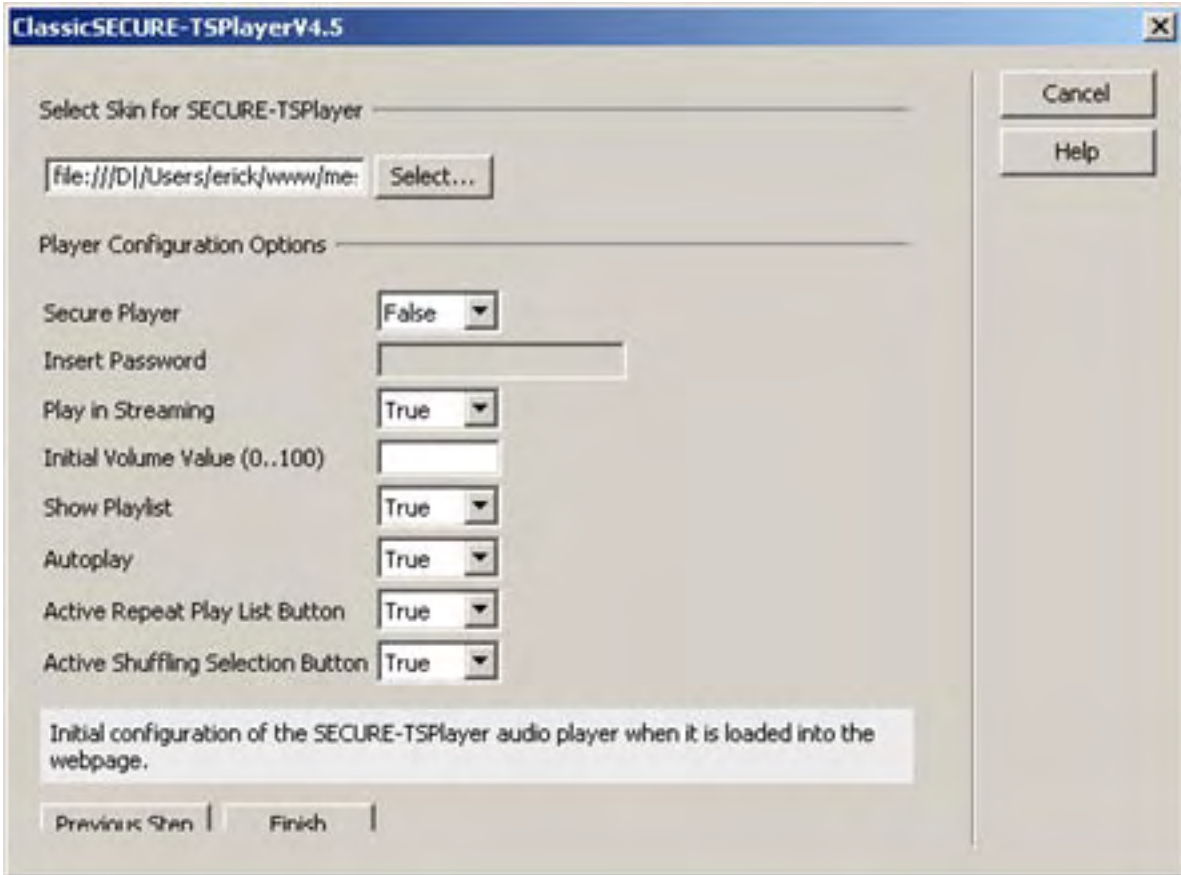 ClassicSECURE-TSPlayerV4.5
Select Skin for SECURE-TSPlayer
Cancel
Help
file:///D|/Users/erick/www/me
Select...
Player Configuration Options
Secure Player False
Insert Password
Play in Streaming True
Initial Volume Value (0..100)
Show Playlist True
Autoplay True
Active Repeat Play List Button True
Active Shuffling Selection Button True
Initial configuration of the SECURE-TSPlayer audio player when it is loaded into the
webpage.
Previous Step Finish